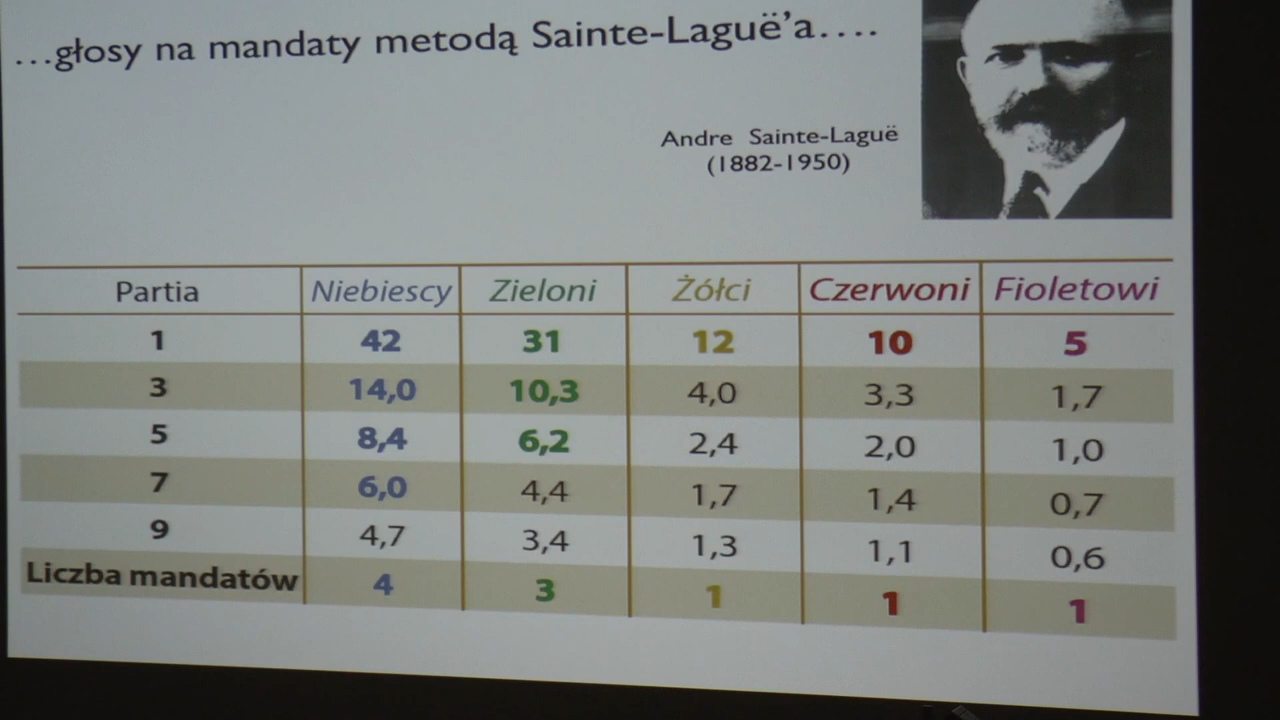 ...głosy na mandaty metodą Sainte-Laguë'a....
Andre Sainte-Laguë
(1882-1950)
Partia Niebiescy Zieloni Żółci Czerwoni Fioletowi
1 42 31 12 10 5
3 14,0 10,3 4,0 3,3 1,7
5 8,4 6,2 2,4 2,0 1,0
7 6,0 4,4 1,7 1,4 0,7
9 4,7 3,4 1,3 1,1 0,6
Liczba mandatów 4 3 1 1 1